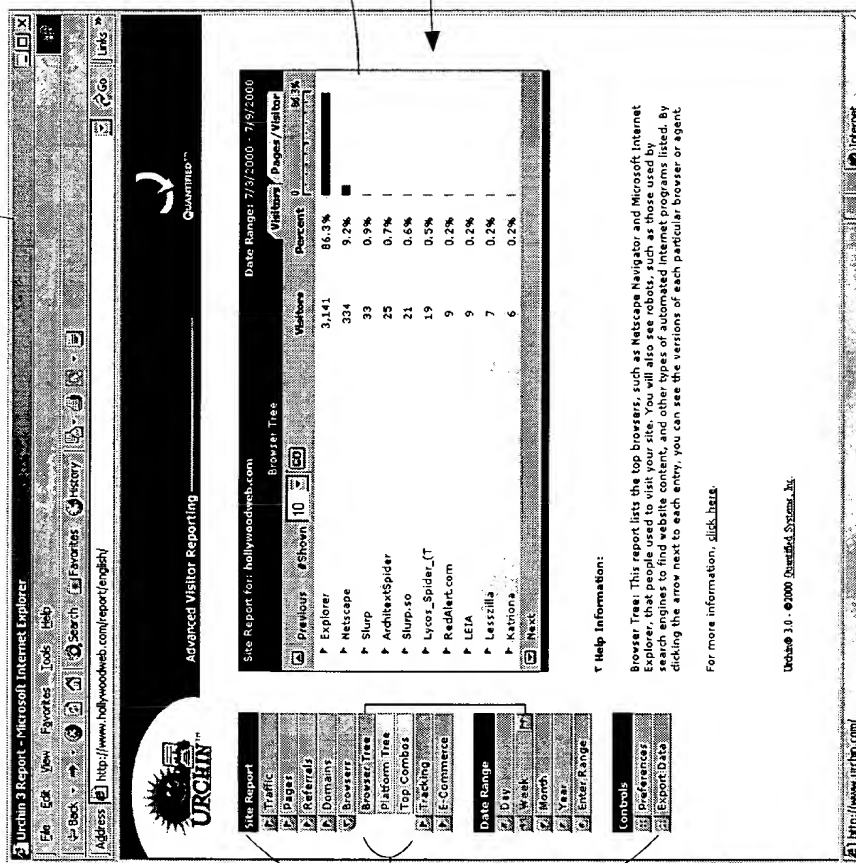 Urchin 3 Report - Microsoft Internet Explorer
File Edit View Favorites Tools Help
Back Search Favorites History
Address http://www.hollywoodweb.com/report/english/ Go Links »
URCHIN™
Advanced Visitor Reporting
QUANTIFIED™
Site Report
Traffic
Pages
Referrals
Domains
Browsers
Browser Tree
Platform Tree
Top Combos
Tracking
E-Commerce
Date Range
Day
Week
Month
Year
Enter Range
Controls
Preferences
Export Data
Site Report for: hollywoodweb.com Date Range: 7/3/2000 - 7/9/2000
Browser Tree Visitors Pages/Visitor
Previous #Shown 10 GO Visitors Percent 0 86.3%
Explorer 3,141 86.3%
Netscape 334 9.2%
Slurp 33 0.9%
ArchitextSpider 25 0.7%
Slurp.so 21 0.6%
Lycos_Spider_(T 19 0.5%
RedAlert.com 9 0.2%
LEIA 9 0.2%
Lesszilla 7 0.2%
Katriona 6 0.2%
Next
Help Information:
Browser Tree: This report lists the top browsers, such as Netscape Navigator and Microsoft Internet
Explorer, that people used to visit your site. You will also see robots, such as those used by
search engines to find website content, and other types of automated Internet programs listed. By
clicking the arrow next to each entry, you can see the versions of each particular browser or agent.
For more information, click here.
Urchin® 3.0 - ©2000 Quantified Systems, Inc.
http://www.urchin.com/ Internet